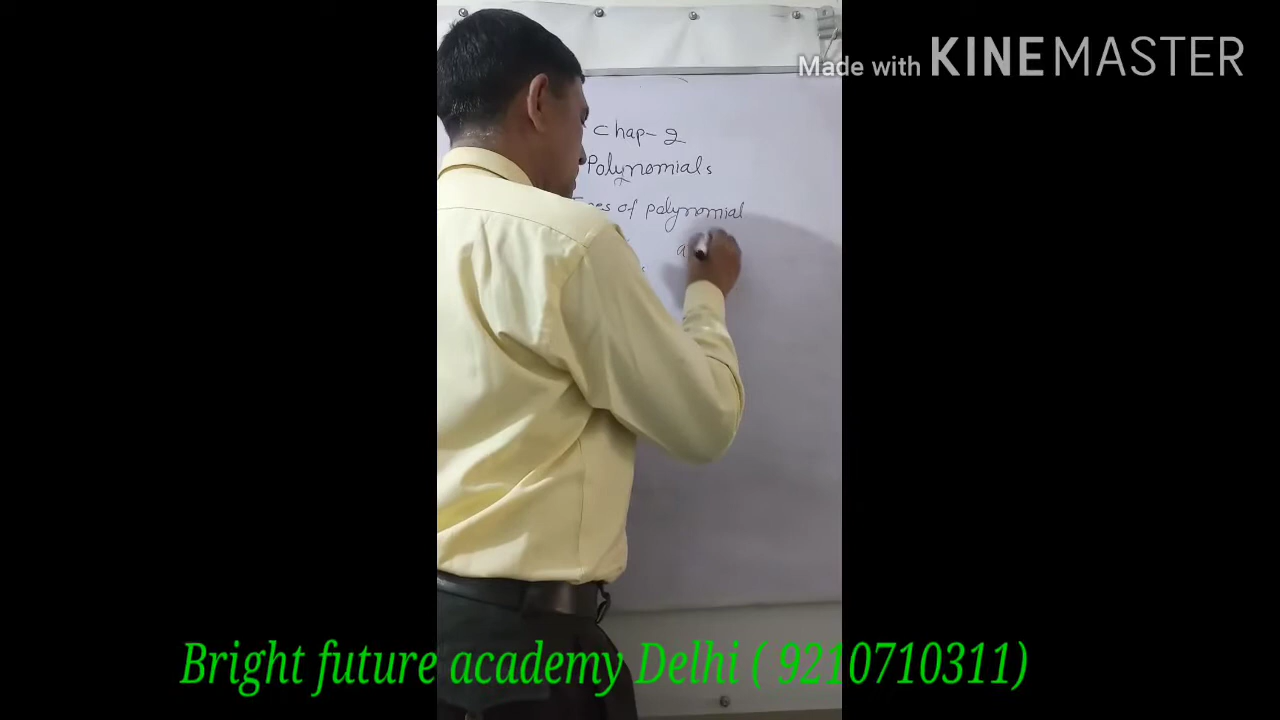 Made with KINEMASTER
Chap-2
Polynomials
of polynomial
Bright future academy Delhi ( 9210710311)